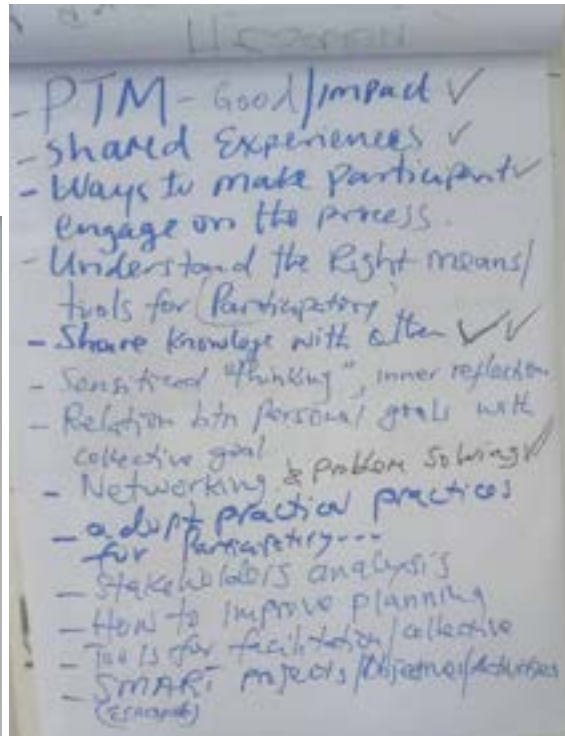 - PTM - Good/impact ✓
- Shared Experiences ✓
- Ways to make participant ✓
engage on the process.
- Understand the Right means/
tools for (Participatory)
- Share knowledge with other ✓✓
- Sensitized "thinking", inner reflection
- Relation btn personal goals with
collective goal
- Networking & problem solving ✓
- adopt practical practices
for participatory...
- Stakeholders analysis
- How to improve planning
- Tools for facilitation/collective
- SMART projects/Objectives/Activities